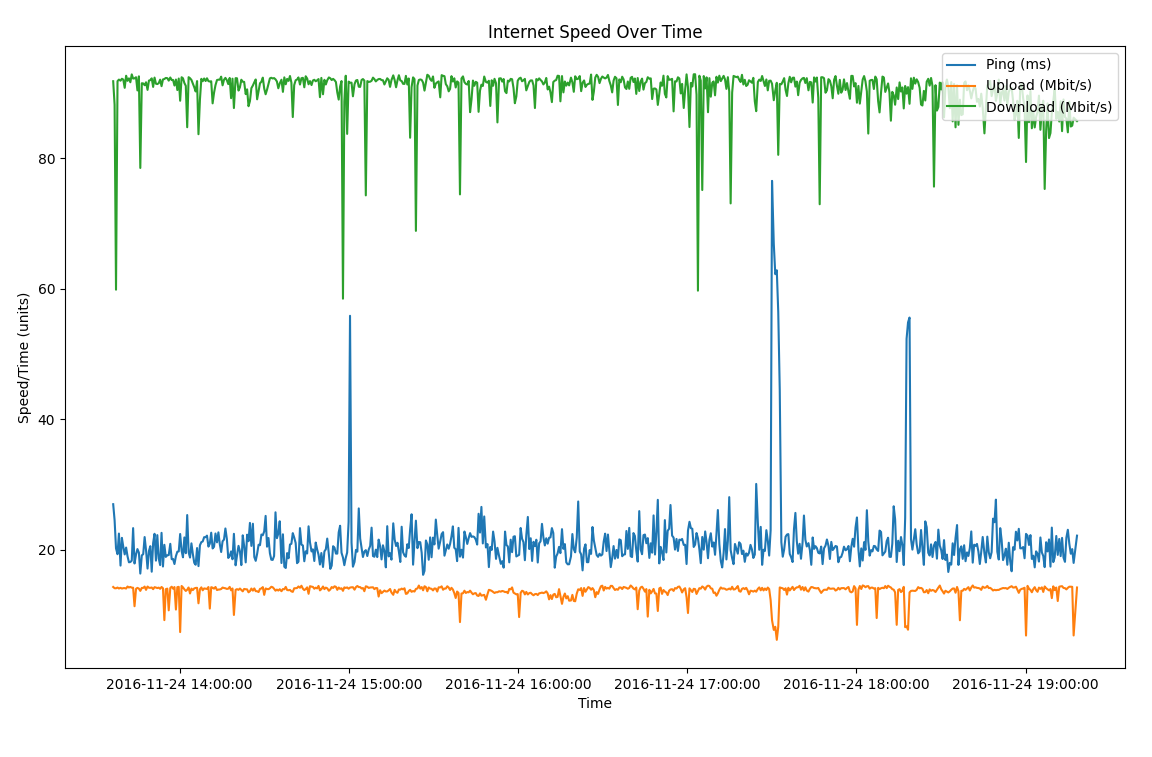 Internet Speed Over Time
Ping (ms)
Upload (Mbit/s)
Download (Mbit/s)
Speed/Time (units)
80
60
40
20
2016-11-24 14:00:00
2016-11-24 15:00:00
2016-11-24 16:00:00
2016-11-24 17:00:00
2016-11-24 18:00:00
2016-11-24 19:00:00
Time